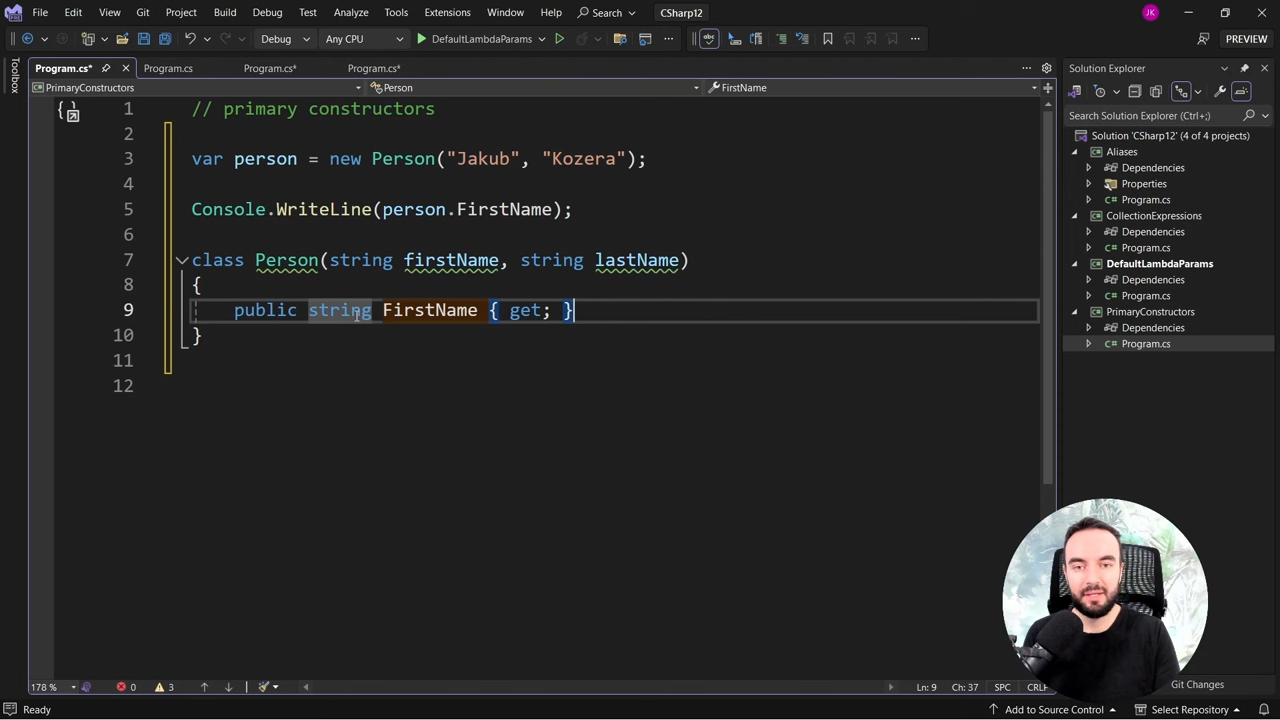 File Edit View Git Project Build Debug Test Analyze Tools Extensions Window Help Search CSharp12 JK
Debug Any CPU DefaultLambdaParams PREVIEW
Toolbox
Program.cs* Program.cs Program.cs* Program.cs*
PrimaryConstructors Person FirstName
1 // primary constructors
2
3 var person = new Person("Jakub", "Kozera");
4
5 Console.WriteLine(person.FirstName);
6
7 class Person(string firstName, string lastName)
8 {
9 public string FirstName { get; }
10 }
11
12
178 % 0 3 Ln: 9 Ch: 37 SPC CRLF
Solution Explorer
Search Solution Explorer (Ctrl+;)
Solution 'CSharp12' (4 of 4 projects)
Aliases
Dependencies
Properties
C# Program.cs
CollectionExpressions
Dependencies
C# Program.cs
DefaultLambdaParams
Dependencies
C# Program.cs
PrimaryConstructors
Dependencies
C# Program.cs
Git Changes
Ready Add to Source Control Select Repository